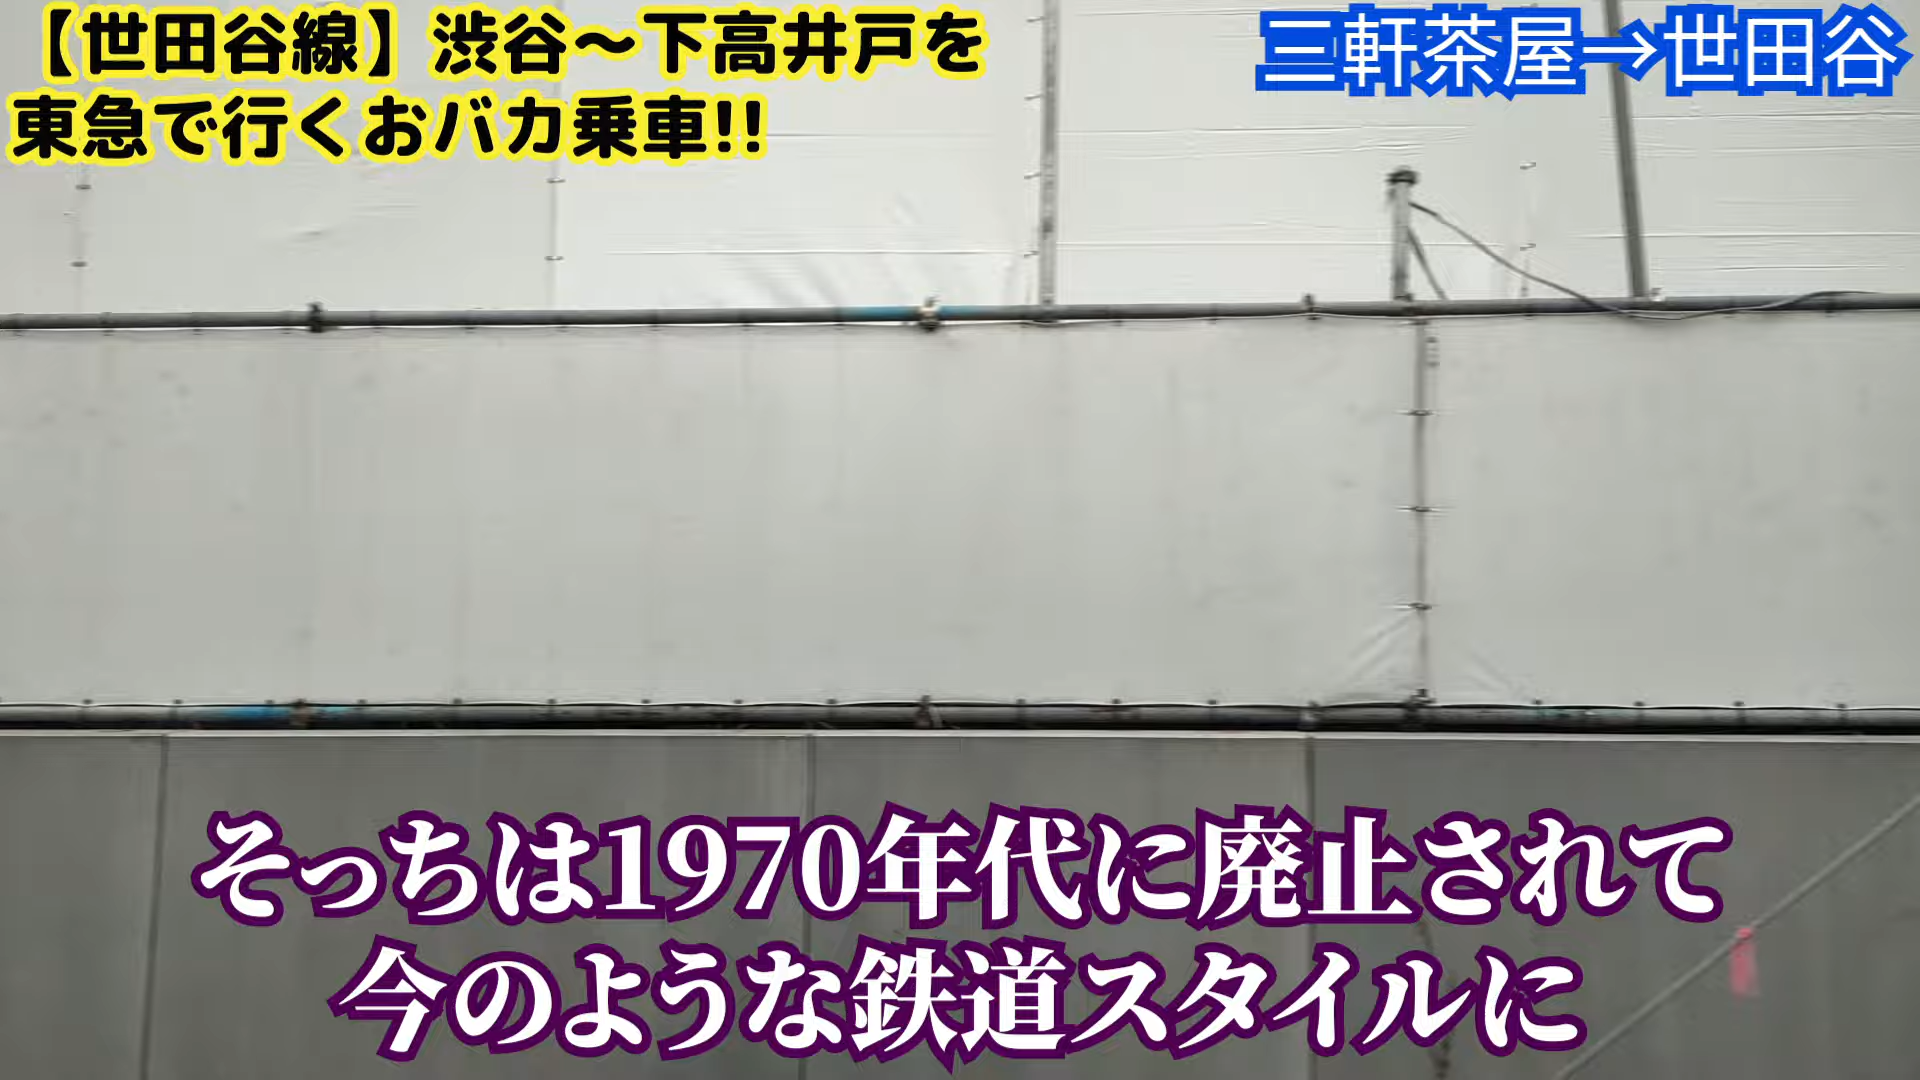 【世田谷線】渋谷～下高井戸を
東急で行くおバカ乗車!!
三軒茶屋→世田谷
そっちは1970年代に廃止されて
今のような鉄道スタイルに